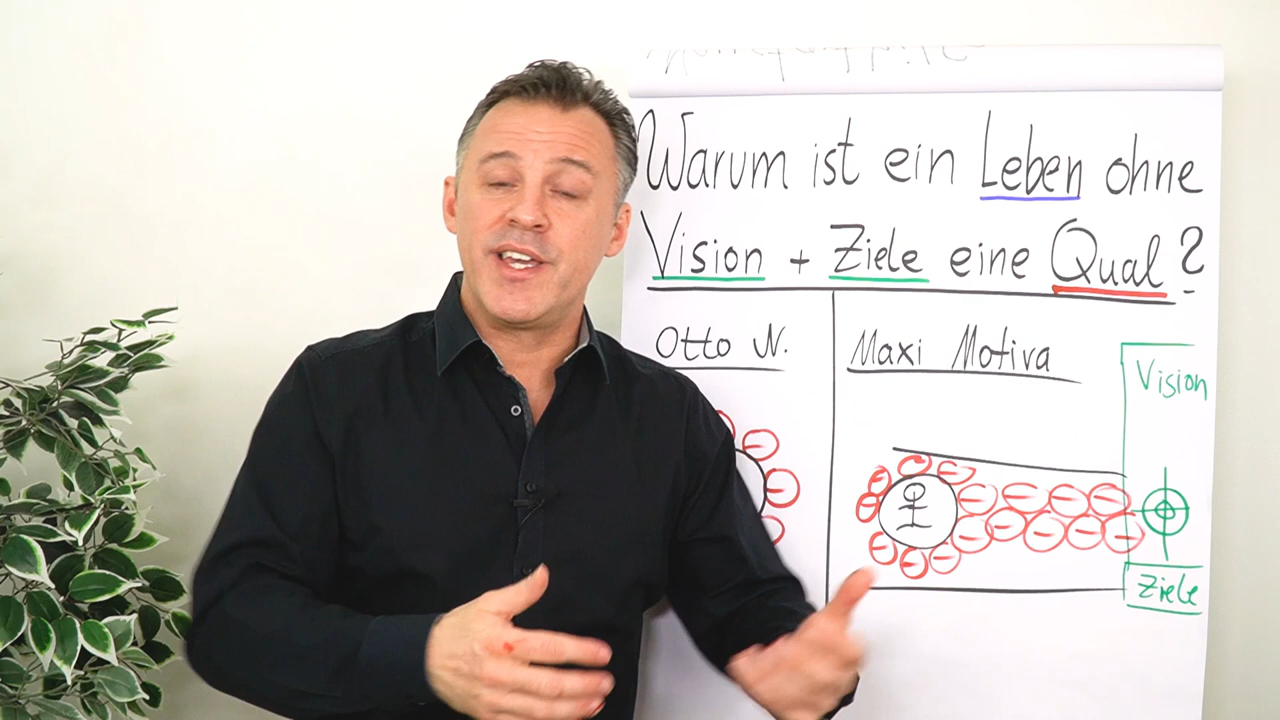 Warum ist ein Leben ohne
Vision + Ziele eine Qual?
Otto N.
Maxi Motiva
Vision
Ziele